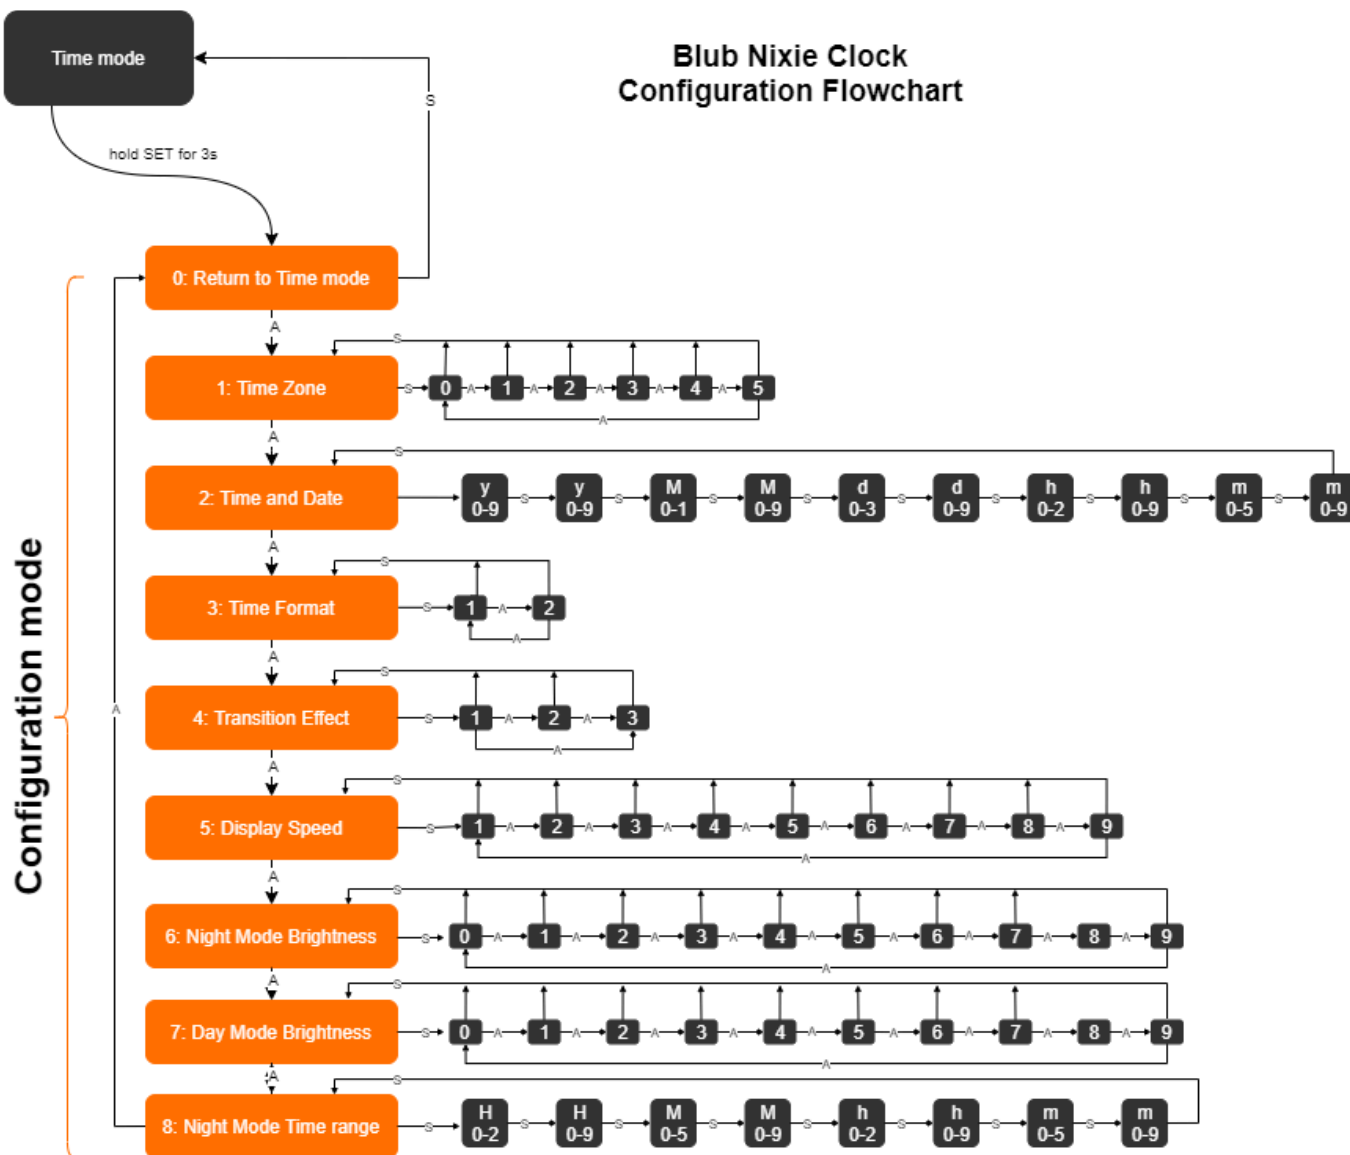 Time mode
Blub Nixie Clock
Configuration Flowchart
S
hold SET for 3s
0: Return to Time mode
A
S
1: Time Zone
S 0 A 1 A 2 A 3 A 4 A 5
A
A
S
2: Time and Date
y 0-9 S y 0-9 S M 0-1 S M 0-9 S d 0-3 S d 0-9 S h 0-2 S h 0-9 S m 0-5 S m 0-9
A
S
3: Time Format
S 1 A 2
A
A
S
4: Transition Effect
S 1 A 2 A 3
A
A
S
5: Display Speed
S 1 A 2 A 3 A 4 A 5 A 6 A 7 A 8 A 9
A
A
S
6: Night Mode Brightness
S 0 A 1 A 2 A 3 A 4 A 5 A 6 A 7 A 8 A 9
A
A
S
7: Day Mode Brightness
S 0 A 1 A 2 A 3 A 4 A 5 A 6 A 7 A 8 A 9
A
A
S
8: Night Mode Time range
S H 0-2 S H 0-9 S M 0-5 S M 0-9 S h 0-2 S h 0-9 S m 0-5 S m 0-9
A
Configuration mode